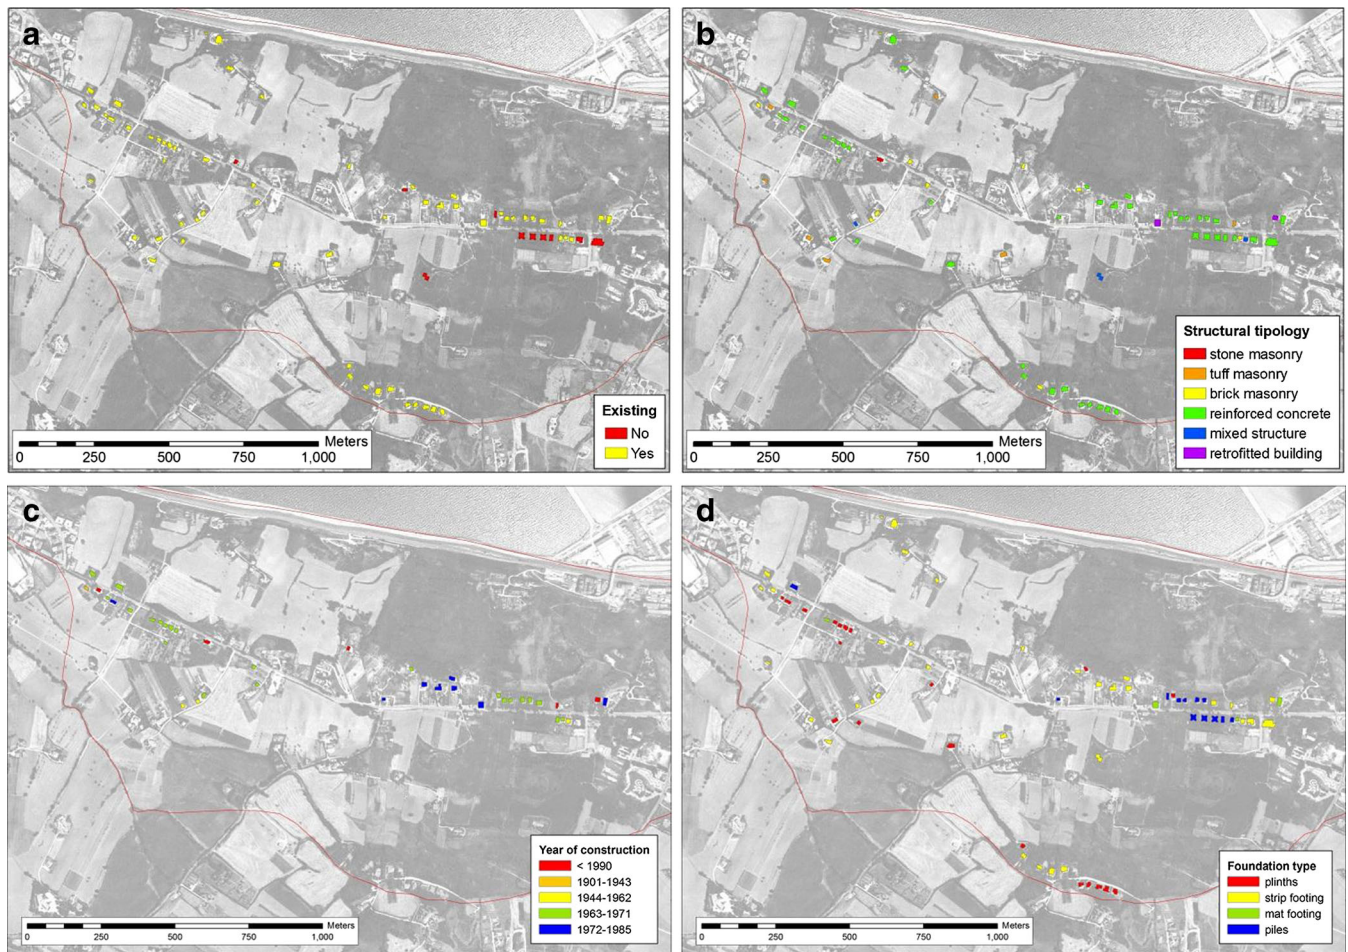 a
Existing
No
Yes
Meters
0 250 500 750 1,000
b
Structural tipology
stone masonry
tuff masonry
brick masonry
reinforced concrete
mixed structure
retrofitted building
Meters
0 250 500 750 1,000
c
Year of construction
< 1990
1901-1943
1944-1962
1963-1971
1972-1985
Meters
0 250 500 750 1,000
d
Foundation type
plinths
strip footing
mat footing
piles
Meters
0 250 500 750 1,000